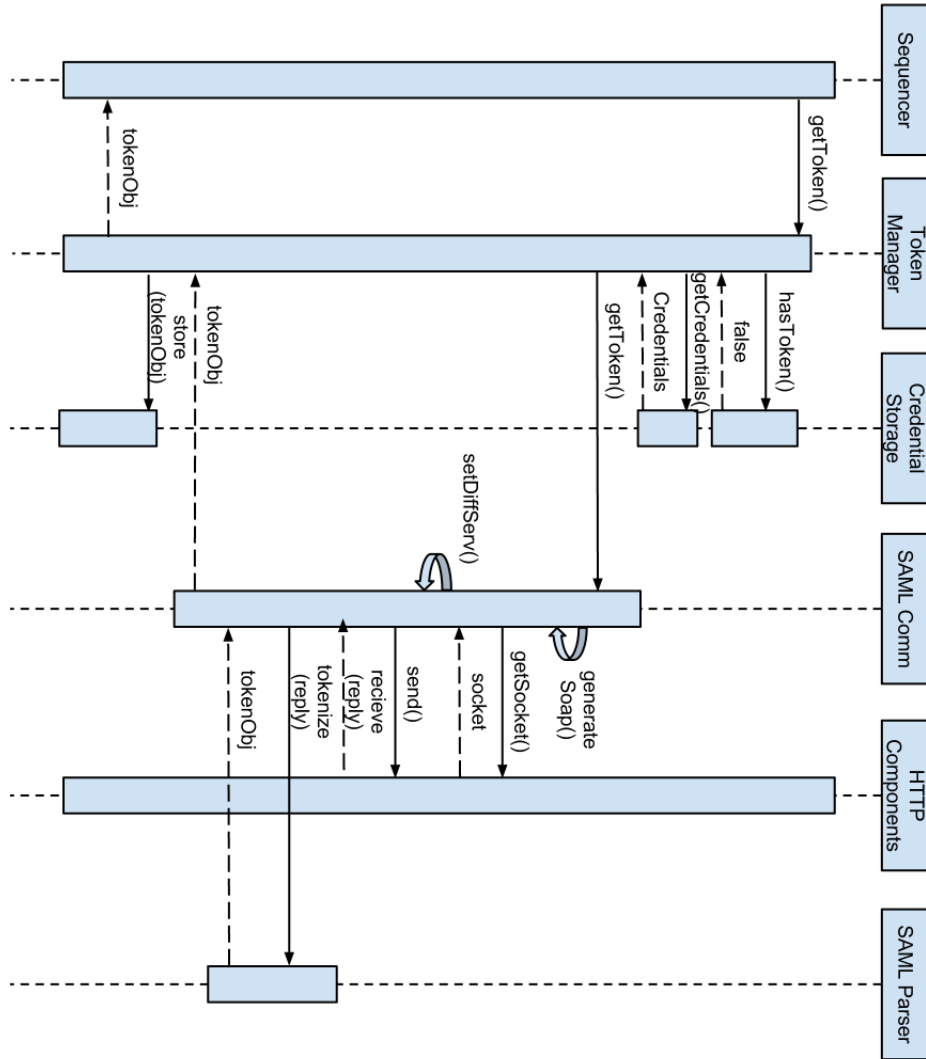 Sequencer
Token
Manager
Credential
Storage
SAML Comm
HTTP
Components
SAML Parser
getToken()
hasToken()
false
getCredentials()
Credentials
getToken()
generate
Soap()
getSocket()
socket
setDiffServ()
send()
recieve
(reply)
tokenize
(reply)
tokenObj
tokenObj
store
(tokenObj)
tokenObj